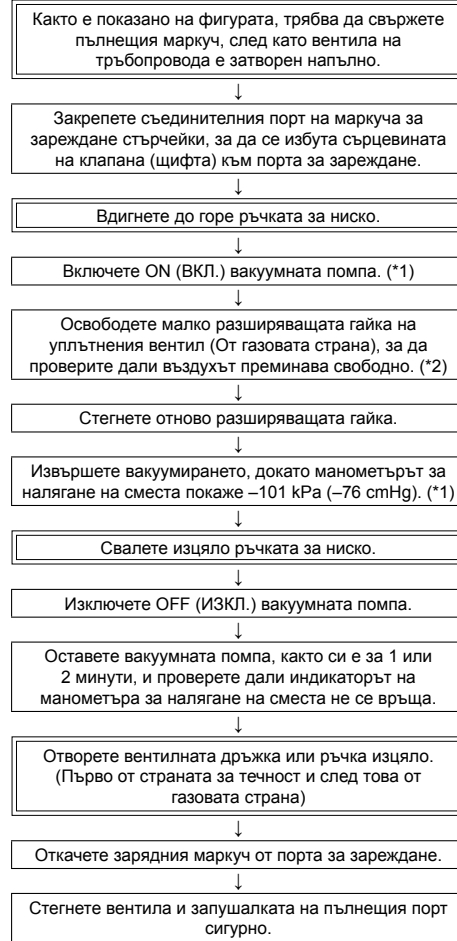 Както е показано на фигурата, трябва да свържете
пълнещия маркуч, след като вентила на
тръбопровода е затворен напълно.
↓
Закрепете съединителния порт на маркуча за
зареждане стърчейки, за да се избута сърцевината
на клапана (щифта) към порта за зареждане.
↓
Вдигнете до горе ръчката за ниско.
↓
Включете ON (ВКЛ.) вакуумната помпа. (*1)
↓
Освободете малко разширяващата гайка на
уплътнения вентил (От газовата страна), за да
проверите дали въздухът преминава свободно. (*2)
↓
Стегнете отново разширяващата гайка.
↓
Извършете вакуумирането, докато манометърът за
налягане на сместа покаже –101 kPa (–76 cmHg). (*1)
↓
Свалете изцяло ръчката за ниско.
↓
Изключете OFF (ИЗКЛ.) вакуумната помпа.
↓
Оставете вакуумната помпа, както си е за 1 или
2 минути, и проверете дали индикаторът на
манометъра за налягане на сместа не се връща.
↓
Отворете вентилната дръжка или ръчка изцяло.
(Първо от страната за течност и след това от
газовата страна)
↓
Откачете зарядния маркуч от порта за зареждане.
↓
Стегнете вентила и запушалката на пълнещия порт
сигурно.